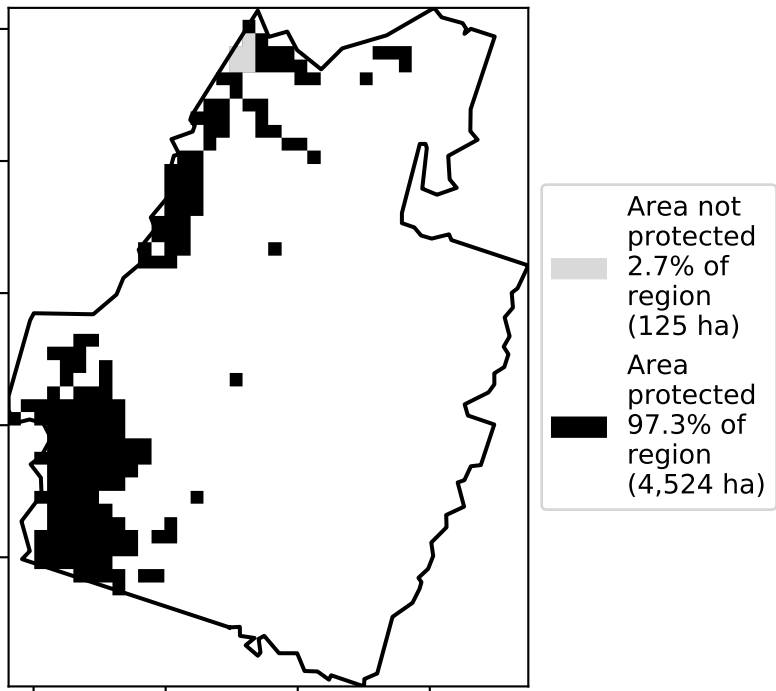 Area not
protected
2.7% of
region
(125 ha)
Area
protected
97.3% of
region
(4,524 ha)